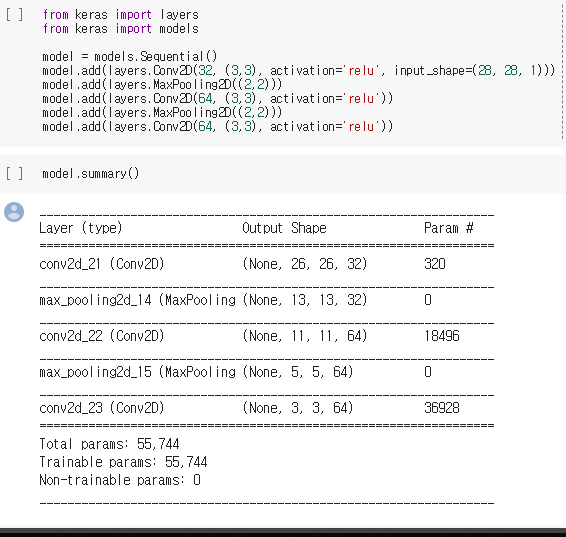 [ ] from keras import layers
from keras import models
model = models.Sequential()
model.add(layers.Conv2D(32, (3,3), activation='relu', input_shape=(28, 28, 1)))
model.add(layers.MaxPooling2D((2,2)))
model.add(layers.Conv2D(64, (3,3), activation='relu'))
model.add(layers.MaxPooling2D((2,2)))
model.add(layers.Conv2D(64, (3,3), activation='relu'))
[ ] model.summary()
_________________________________________________________________
Layer (type) Output Shape Param #
=================================================================
conv2d_21 (Conv2D) (None, 26, 26, 32) 320
_________________________________________________________________
max_pooling2d_14 (MaxPooling (None, 13, 13, 32) 0
_________________________________________________________________
conv2d_22 (Conv2D) (None, 11, 11, 64) 18496
_________________________________________________________________
max_pooling2d_15 (MaxPooling (None, 5, 5, 64) 0
_________________________________________________________________
conv2d_23 (Conv2D) (None, 3, 3, 64) 36928
=================================================================
Total params: 55,744
Trainable params: 55,744
Non-trainable params: 0
_________________________________________________________________